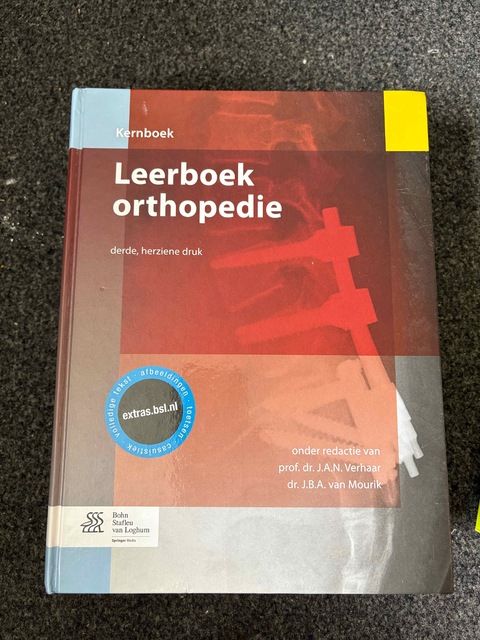 Kernboek
Leerboek
orthopedie
derde, herziene druk
volledige tekst · afbeeldingen · toetsen · casuïstiek ·
extras.bsl.nl
onder redactie van
prof. dr. J.A.N. Verhaar
dr. J.B.A. van Mourik
Bohn
Stafleu
van Loghum
Springer Media